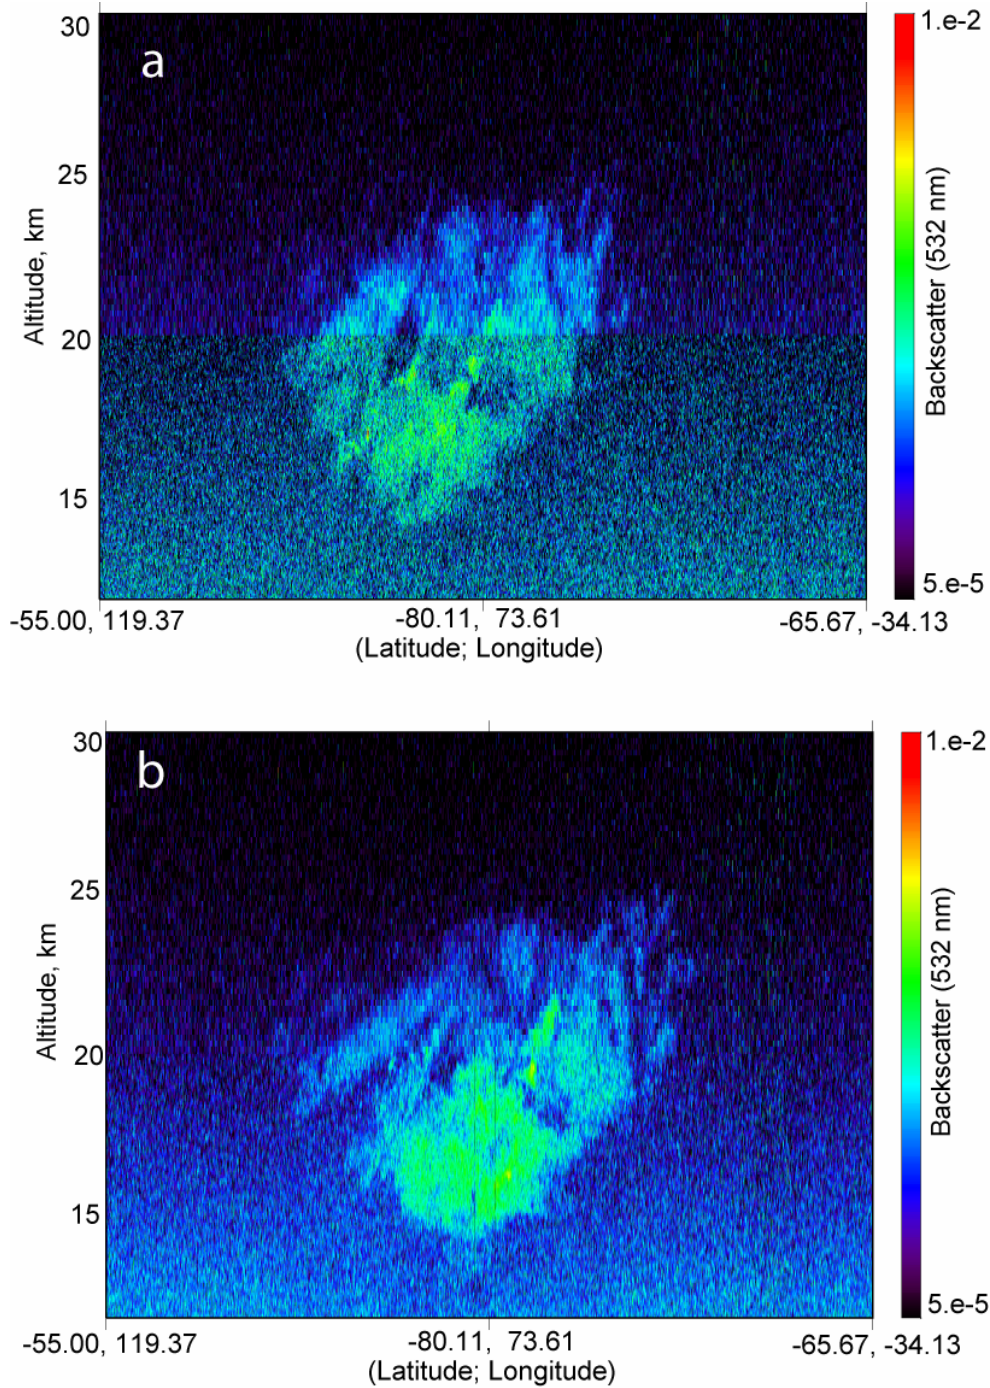 a
30
25
20
15
Altitude, km
-55.00, 119.37
-80.11, 73.61
-65.67, -34.13
(Latitude; Longitude)
1.e-2
5.e-5
Backscatter (532 nm)
b
30
25
20
15
Altitude, km
-55.00, 119.37
-80.11, 73.61
-65.67, -34.13
(Latitude; Longitude)
1.e-2
5.e-5
Backscatter (532 nm)